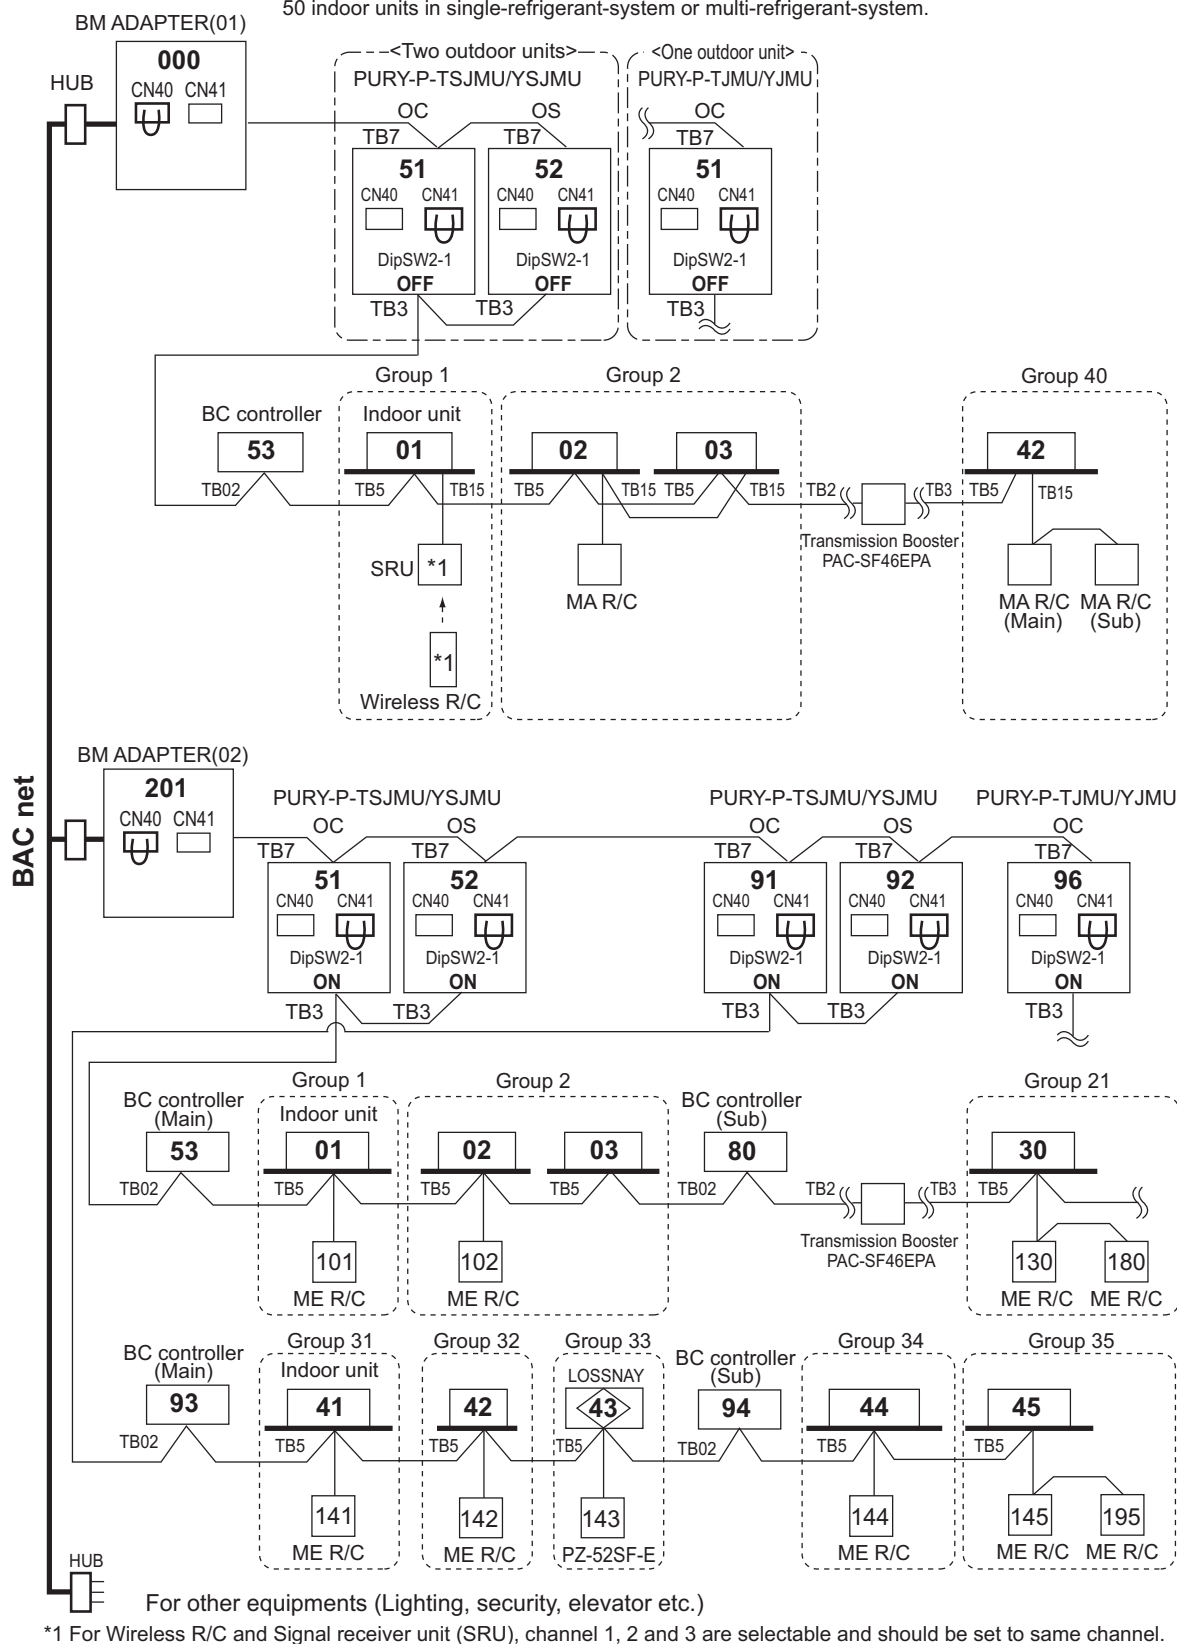 50 indoor units in single-refrigerant-system or multi-refrigerant-system.
BM ADAPTER(01)
000
CN40 CN41
HUB
<Two outdoor units>
PURY-P-TSJMU/YSJMU
<One outdoor unit>
PURY-P-TJMU/YJMU
OC OS OC
TB7 TB7 TB7
51 52 51
CN40 CN41 CN40 CN41 CN40 CN41
DipSW2-1 DipSW2-1 DipSW2-1
OFF OFF OFF
TB3 TB3 TB3
Group 1 Group 2 Group 40
BC controller Indoor unit
53 01 02 03 42
TB02 TB5 TB15 TB5 TB15 TB5 TB15 TB2 TB3 TB5 TB15
Transmission Booster
PAC-SF46EPA
SRU *1
MA R/C
MA R/C
(Main)
MA R/C
(Sub)
*1
Wireless R/C
BAC net
BM ADAPTER(02)
201
CN40 CN41
PURY-P-TSJMU/YSJMU PURY-P-TSJMU/YSJMU PURY-P-TJMU/YJMU
OC OS OC OS OC
TB7 TB7 TB7 TB7 TB7
51 52 91 92 96
CN40 CN41 CN40 CN41 CN40 CN41 CN40 CN41 CN40 CN41
DipSW2-1 DipSW2-1 DipSW2-1 DipSW2-1 DipSW2-1
ON ON ON ON ON
TB3 TB3 TB3 TB3 TB3
Group 1 Group 2 Group 21
BC controller
(Main)
Indoor unit
BC controller
(Sub)
53 01 02 03 80 30
TB02 TB5 TB5 TB5 TB02 TB2 TB3 TB5
Transmission Booster
PAC-SF46EPA
101 102 130 180
ME R/C ME R/C ME R/C ME R/C
Group 31 Group 32 Group 33 Group 34 Group 35
BC controller
(Main)
Indoor unit
LOSSNAY
BC controller
(Sub)
93 41 42 43 94 44 45
TB02 TB5 TB5 TB5 TB02 TB5 TB5
141 142 143 144 145 195
ME R/C ME R/C PZ-52SF-E ME R/C ME R/C ME R/C
HUB
For other equipments (Lighting, security, elevator etc.)
*1 For Wireless R/C and Signal receiver unit (SRU), channel 1, 2 and 3 are selectable and should be set to same channel.